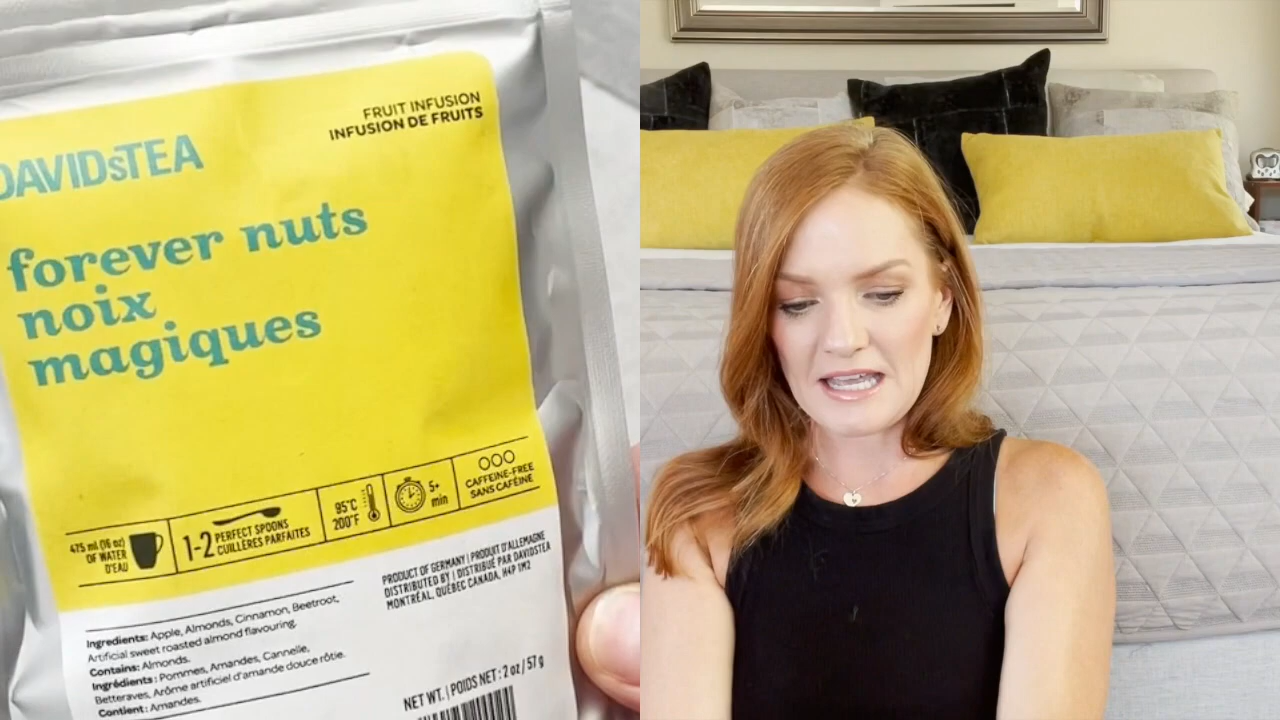 FRUIT INFUSION
INFUSION DE FRUITS
DAVIDsTEA
forever nuts
noix
magiques
475 ml (16 oz)
OF WATER
D'EAU
1-2 PERFECT SPOONS
CUILLÈRES PARFAITES
95°C
200°F
5+
min
CAFFEINE-FREE
SANS CAFÉINE
PRODUCT OF GERMANY | PRODUIT D'ALLEMAGNE
DISTRIBUTED BY | DISTRIBUÉ PAR DAVIDSTEA
MONTRÉAL, QUÉBEC CANADA, H4P 1M2
Ingredients: Apple, Almonds, Cinnamon, Beetroot,
Artificial sweet roasted almond flavouring.
Contains: Almonds.
Ingrédients : Pommes, Amandes, Cannelle,
Betteraves, Arôme artificiel d'amande douce rôtie.
Contient : Amandes.
NET WT. | POIDS NET : 2 oz / 57 g